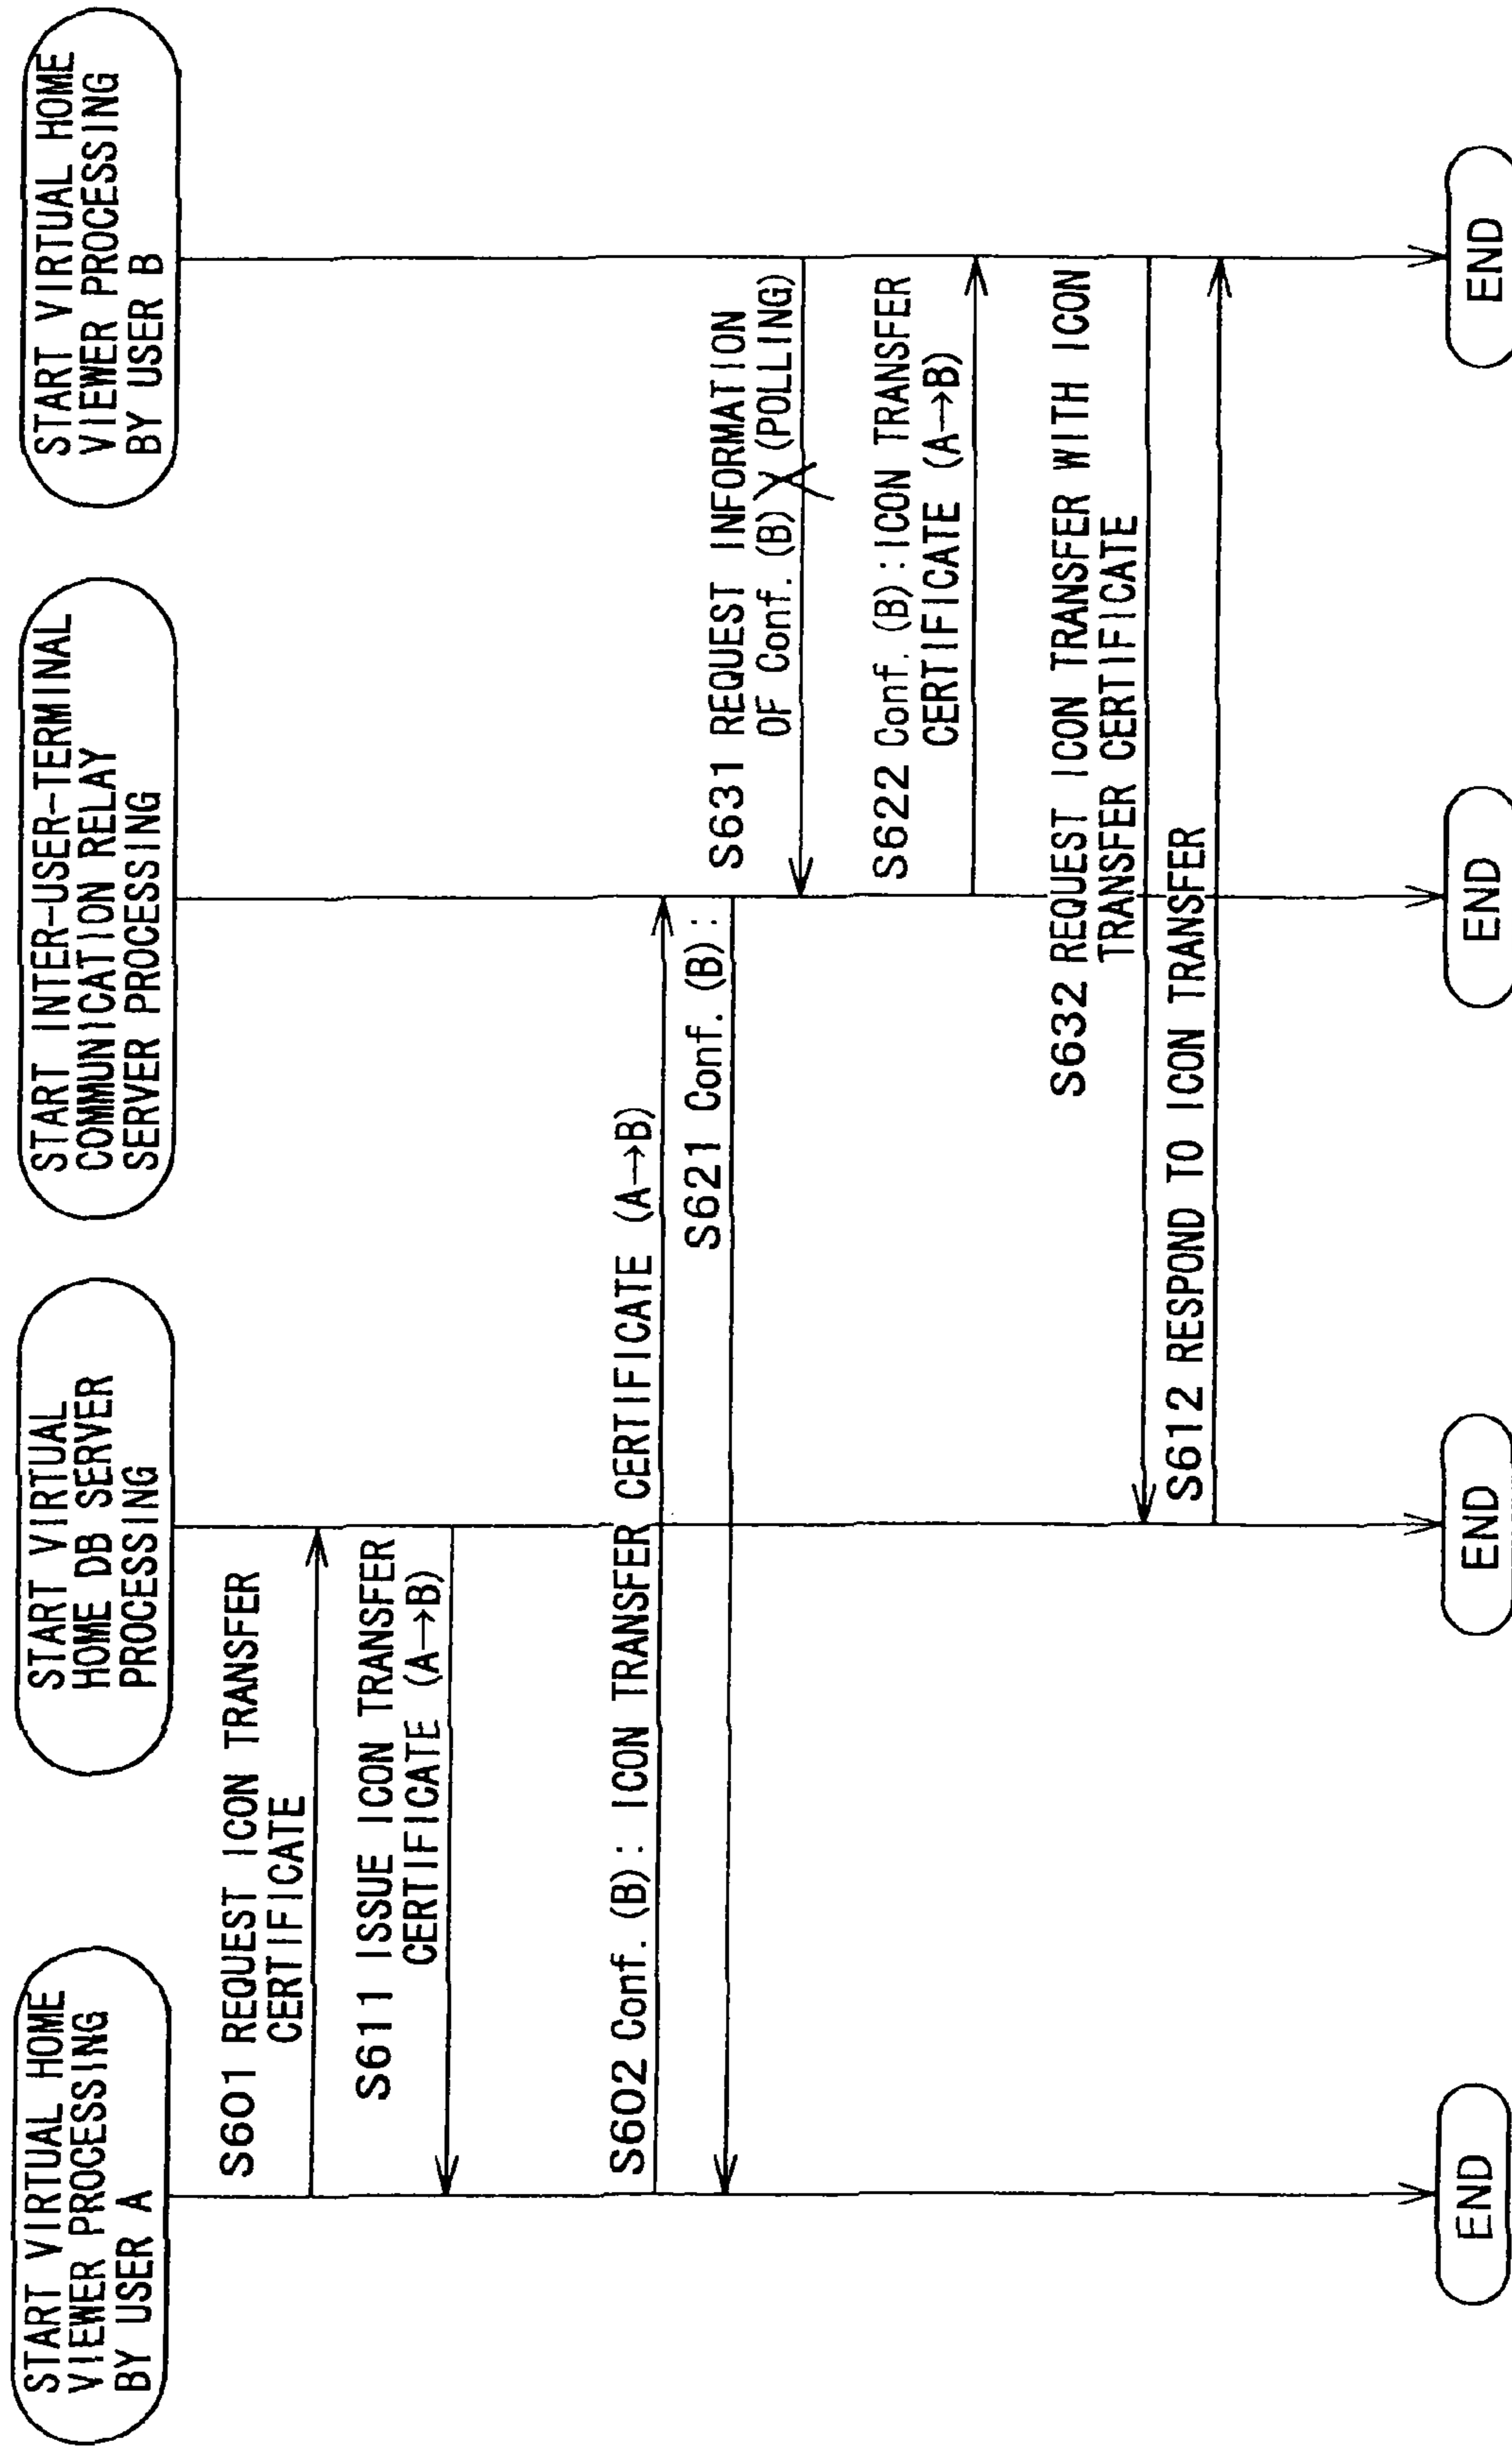 START VIRTUAL HOME
VIEWER PROCESSING
BY USER A
START VIRTUAL
HOME DB SERVER
PROCESSING
START INTER-USER-TERMINAL
COMMUNICATION RELAY
SERVER PROCESSING
START VIRTUAL HOME
VIEWER PROCESSING
BY USER B
S601 REQUEST ICON TRANSFER
CERTIFICATE
S611 ISSUE ICON TRANSFER
CERTIFICATE (A→B)
S602 Conf. (B): ICON TRANSFER CERTIFICATE (A→B)
S621 Conf. (B):
S631 REQUEST INFORMATION
OF Conf. (B) (POLLING)
S622 Conf. (B):ICON TRANSFER
CERTIFICATE (A→B)
S632 REQUEST ICON TRANSFER WITH ICON
TRANSFER CERTIFICATE
S612 RESPOND TO ICON TRANSFER
END
END
END
END